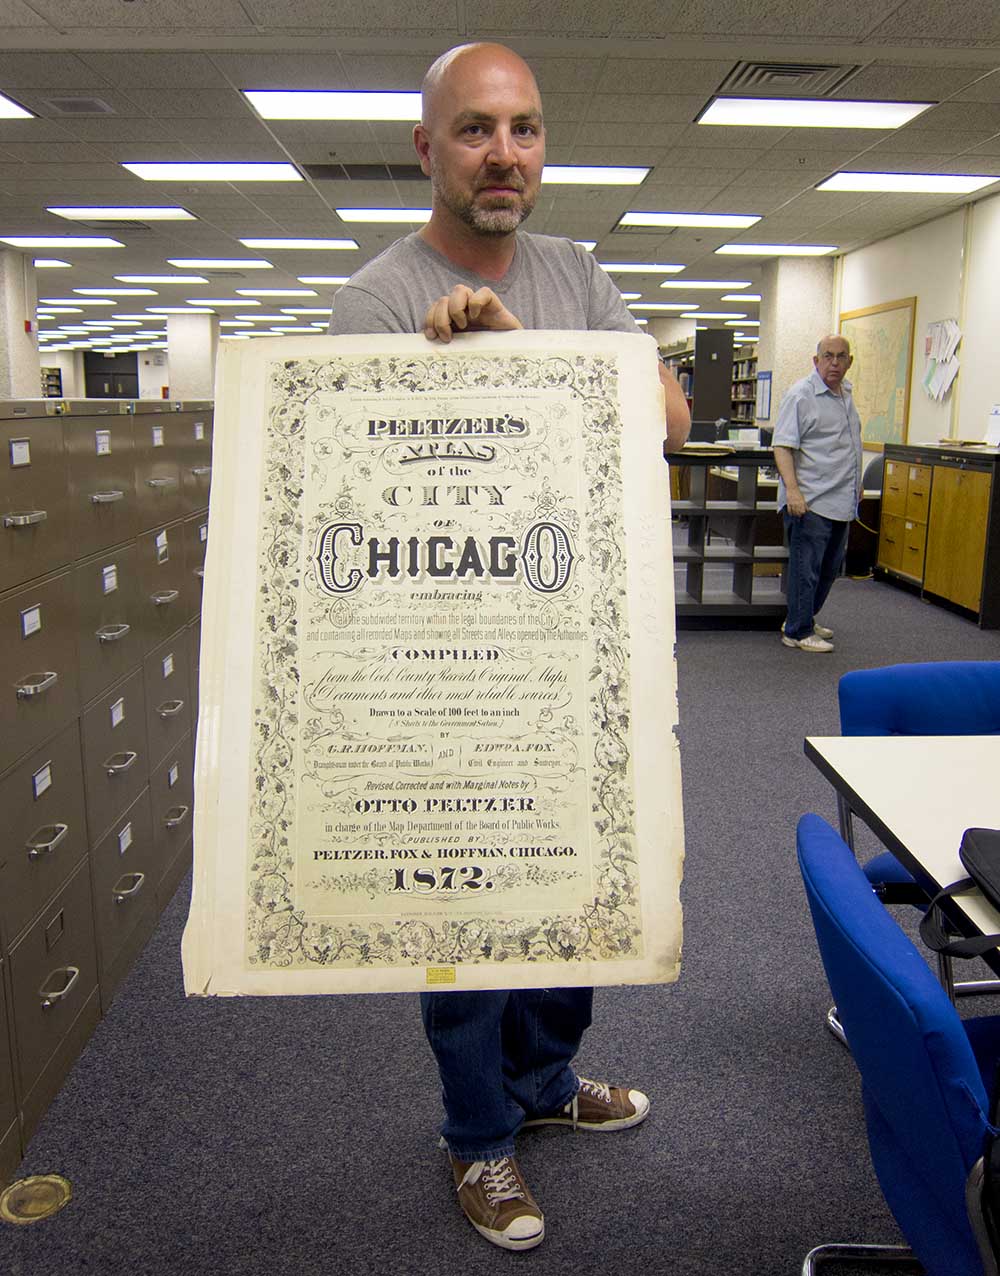 PELTZER'S
ATLAS
of the
CITY
OF
CHICAGO
embracing
all the subdivided territory within the legal boundaries of the City
and containing all recorded Maps and showing all Streets and Alleys opened by the Authorities
COMPILED
from the Cook County Records, Original Maps,
Documents and other most reliable sources.
Drawn to a Scale of 100 feet to an inch
(8 Sheets to the Government Section.)
BY
G.R. HOFFMAN, AND EDWD A. FOX.
Draughtsman under the Board of Public Works) Civil Engineer and Surveyor.
Revised, Corrected and with Marginal Notes by
OTTO PELTZER
in charge of the Map Department of the Board of Public Works.
PUBLISHED BY
PELTZER, FOX & HOFFMAN, CHICAGO.
1872.